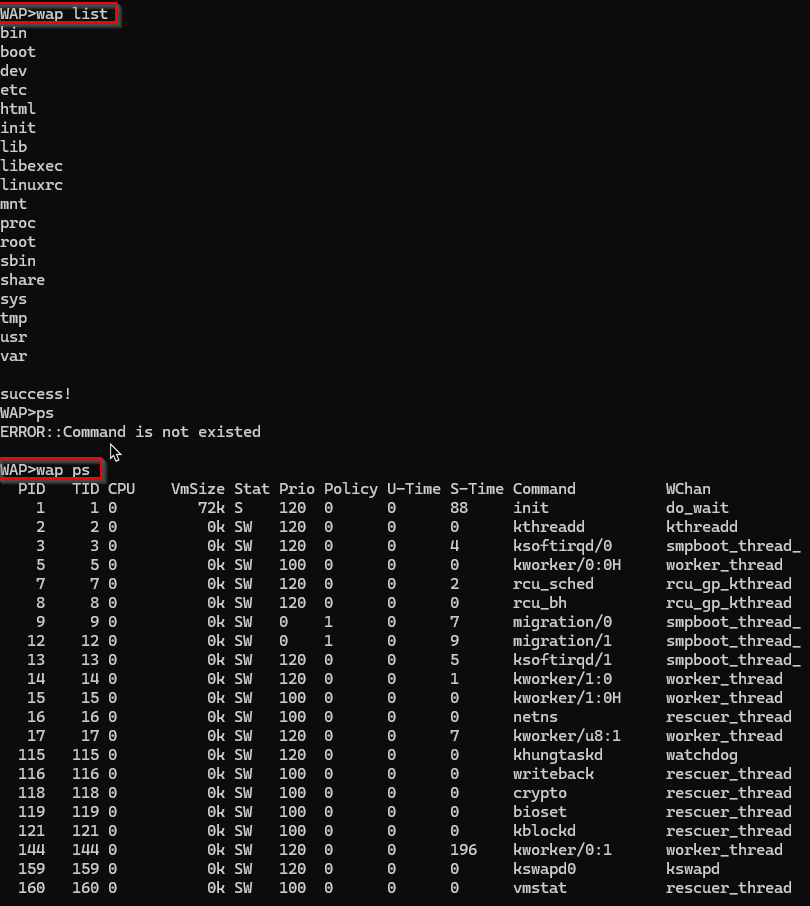 WAP>wap list
bin
boot
dev
etc
html
init
lib
libexec
linuxrc
mnt
proc
root
sbin
share
sys
tmp
usr
var
success!
WAP>ps
ERROR::Command is not existed
WAP>wap ps
PID TID CPU VmSize Stat Prio Policy U-Time S-Time Command WChan
1 1 0 72k S 120 0 0 88 init do_wait
2 2 0 0k SW 120 0 0 0 kthreadd kthreadd
3 3 0 0k SW 120 0 0 4 ksoftirqd/0 smpboot_thread_
5 5 0 0k SW 100 0 0 0 kworker/0:0H worker_thread
7 7 0 0k SW 120 0 0 2 rcu_sched rcu_gp_kthread
8 8 0 0k SW 120 0 0 0 rcu_bh rcu_gp_kthread
9 9 0 0k SW 0 1 0 7 migration/0 smpboot_thread_
12 12 0 0k SW 0 1 0 9 migration/1 smpboot_thread_
13 13 0 0k SW 120 0 0 5 ksoftirqd/1 smpboot_thread_
14 14 0 0k SW 120 0 0 1 kworker/1:0 worker_thread
15 15 0 0k SW 100 0 0 0 kworker/1:0H worker_thread
16 16 0 0k SW 100 0 0 0 netns rescuer_thread
17 17 0 0k SW 120 0 0 7 kworker/u8:1 worker_thread
115 115 0 0k SW 120 0 0 0 khungtaskd watchdog
116 116 0 0k SW 100 0 0 0 writeback rescuer_thread
118 118 0 0k SW 100 0 0 0 crypto rescuer_thread
119 119 0 0k SW 100 0 0 0 bioset rescuer_thread
121 121 0 0k SW 100 0 0 0 kblockd rescuer_thread
144 144 0 0k SW 120 0 0 196 kworker/0:1 worker_thread
159 159 0 0k SW 120 0 0 0 kswapd0 kswapd
160 160 0 0k SW 100 0 0 0 vmstat rescuer_thread